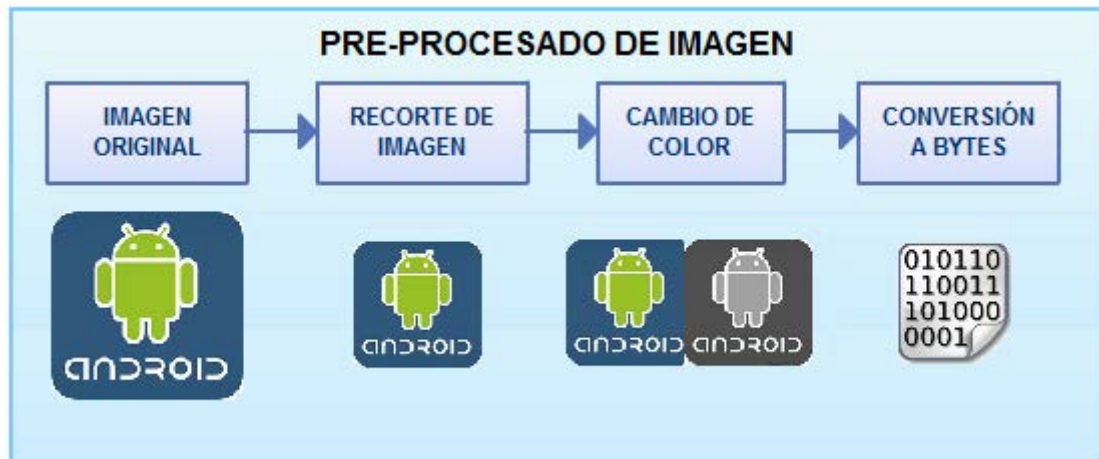 PRE-PROCESADO DE IMAGEN
IMAGEN
ORIGINAL
RECORTE DE
IMAGEN
CAMBIO DE
COLOR
CONVERSIÓN
A BYTES
ANDROID
ANDROID
ANDROID
ANDROID
010110
110011
101000
0001